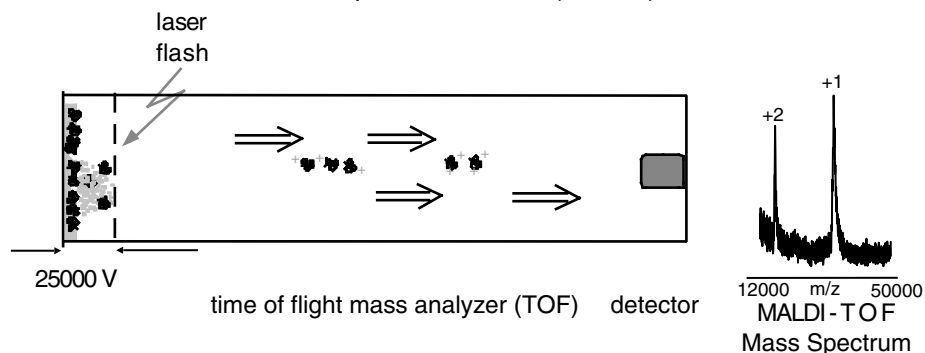 laser
flash
+1
+2
25000 V
time of flight mass analyzer (TOF)
detector
12000 m/z 50000
MALDI-TOF
Mass Spectrum